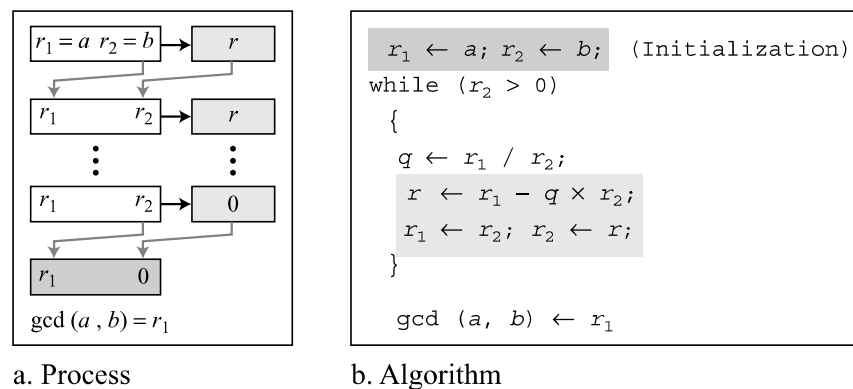 r₁ = a r₂ = b r
r₁ r₂ r
r₁ r₂ 0
r₁ 0
gcd (a , b) = r₁
a. Process
r₁ ← a; r₂ ← b; (Initialization)
while (r₂ > 0)
{
q ← r₁ / r₂;
r ← r₁ − q × r₂;
r₁ ← r₂; r₂ ← r;
}
gcd (a, b) ← r₁
b. Algorithm